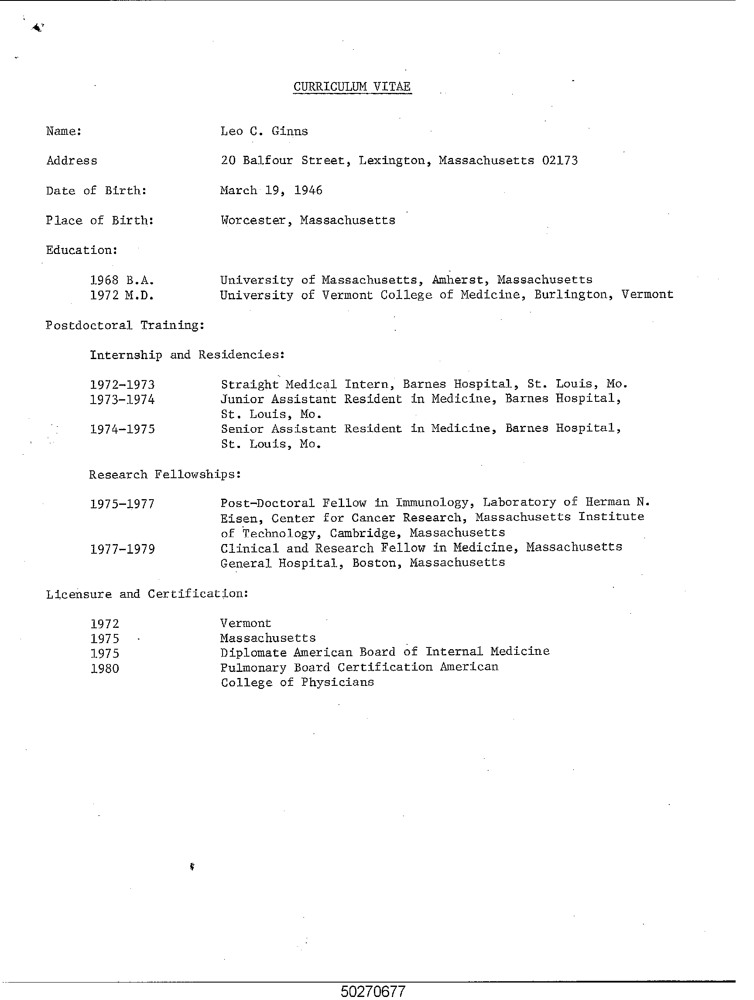 CURRICULUM VITAE
Name: Leo C. Ginns
Address 20 Balfour Street, Lexington, Massachusetts 02173
Date of Birth: March 19, 1946
Place of Birth: Worcester, Massachusetts
Education:
1968 B.A. University of Massachusetts, Amherst, Massachusetts
1972 M.D. University of Vermont College of Medicine, Burlington, Vermont
Postdoctoral Training:
Internship and Residencies:
1972-1973 Straight Medical Intern, Barnes Hospital, St. Louis, Mo.
1973-1974 Junior Assistant Resident in Medicine, Barnes Hospital,
St. Louis, Mo.
1974-1975 Senior Assistant Resident in Medicine, Barnes Hospital,
St. Louis, Mo.
Research Fellowships:
1975-1977 Post-Doctoral Fellow in Immunology, Laboratory of Herman N.
Eisen, Center for Cancer Research, Massachusetts Institute
of Technology, Cambridge, Massachusetts
1977-1979 Clinical and Research Fellow in Medicine, Massachusetts
General Hospital, Boston, Massachusetts
Licensure and Certification:
1972 Vermont
1975 Massachusetts
1975 Diplomate American Board of Internal Medicine
1980 Pulmonary Board Certification American
College of Physicians
50270677